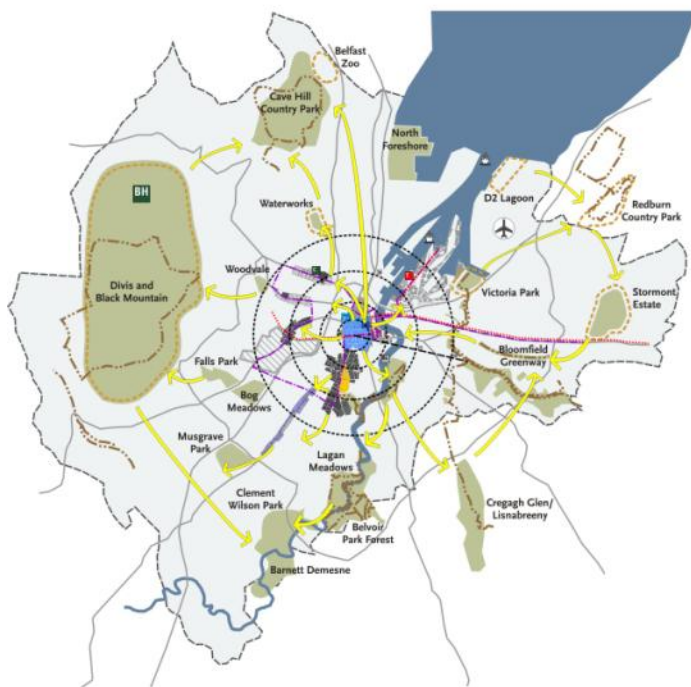 Belfast
Zoo
Cave Hill
Country Park
North
Foreshore
BH
D2 Lagoon
Redburn
Country Park
Waterworks
Woodvale
Divis and
Black Mountain
Victoria Park
Stormont
Estate
Falls Park
Bloomfield
Greenway
Bog
Meadows
Musgrave
Park
Lagan
Meadows
Clement
Wilson Park
Cregagh Glen/
Lisnabreeny
Belvoir
Park Forest
Barnett Demesne